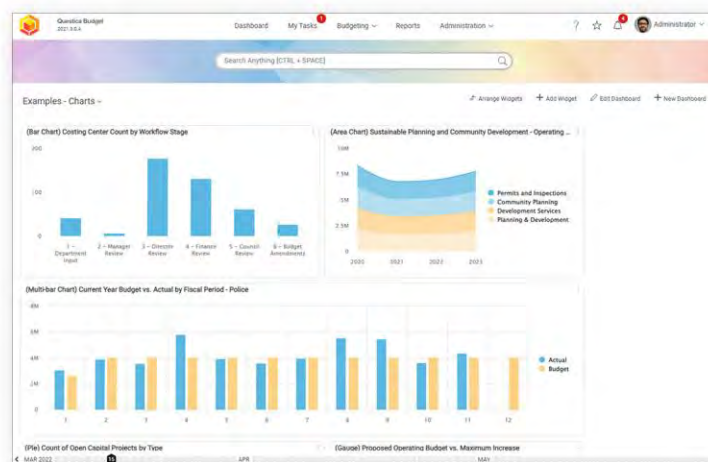 Questica Budget
2021.3.0.4
Dashboard My Tasks 1 Budgeting Reports Administration ? 4 Administrator
Search Anything [CTRL + SPACE]
Examples - Charts
Arrange Widgets Add Widget Edit Dashboard New Dashboard
(Bar Chart) Costing Center Count by Workflow Stage
200
100
0
1 - Department Input
2 - Manager Review
3 - Director Review
4 - Finance Review
5 - Council Review
6 - Budget Amendments
(Area Chart) Sustainable Planning and Community Development - Operating ...
10M
7.5M
5M
2.5M
0
2020 2021 2022 2023
Permits and Inspections
Community Planning
Development Services
Planning & Development
(Multi-bar Chart) Current Year Budget vs. Actual by Fiscal Period - Police
8M
6M
4M
2M
0
1 2 3 4 5 6 7 8 9 10 11 12
Actual
Budget
(Pie) Count of Open Capital Projects by Type
(Gauge) Proposed Operating Budget vs. Maximum Increase
MAR 2022 APR MAY